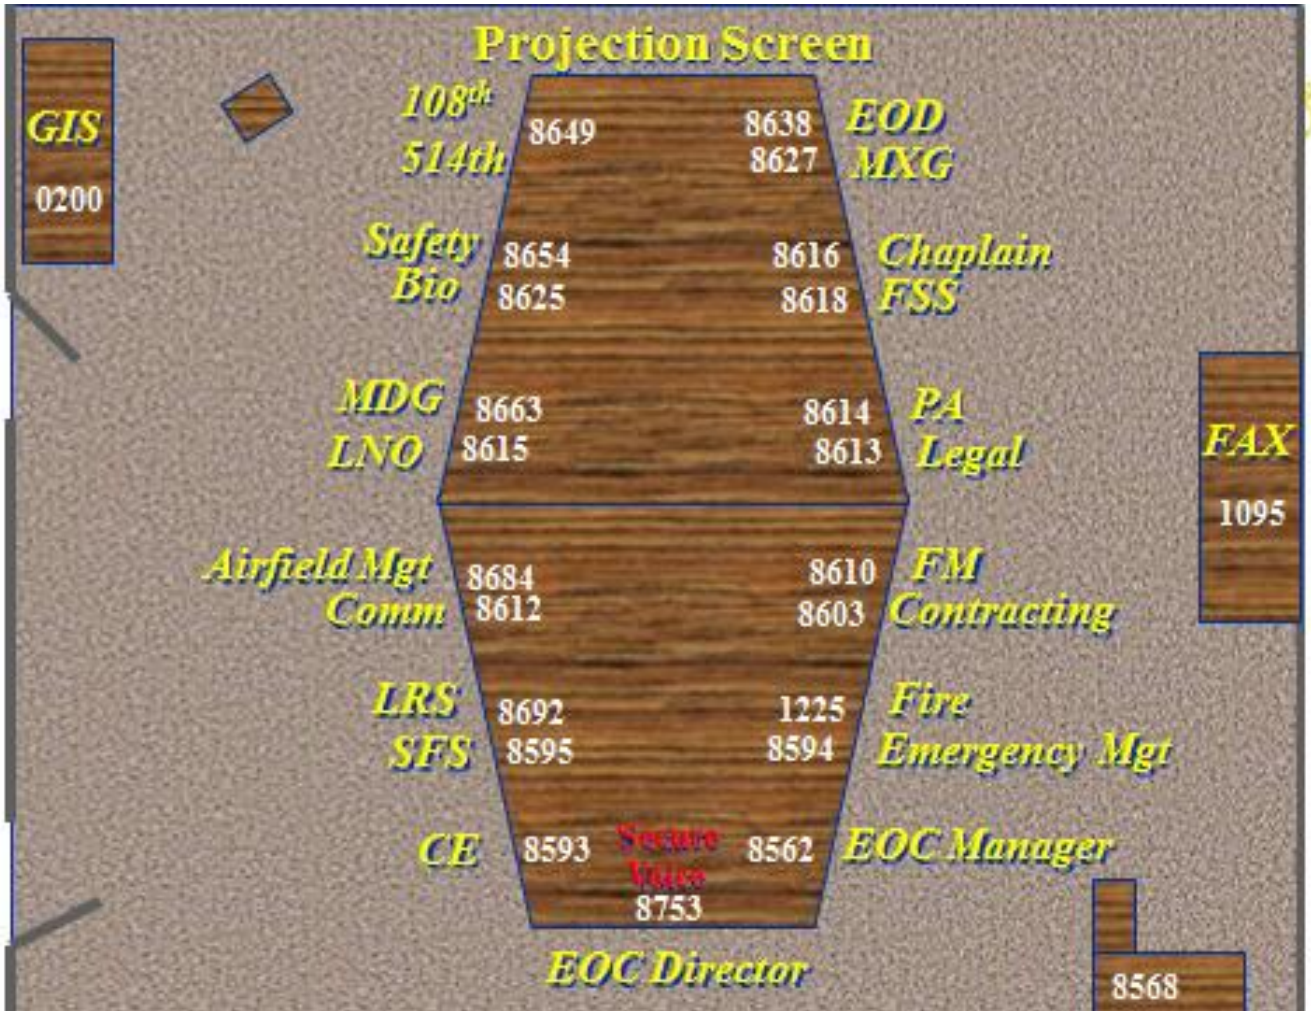 Projection Screen
GIS
0200
108th
514th
8649
8638 EOD
8627 MXG
Safety 8654
Bio 8625
8616 Chaplain
8618 FSS
MDG 8663
LNO 8615
8614 PA
8613 Legal
FAX
1095
Airfield Mgt 8684
Comm 8612
8610 FM
8603 Contracting
LRS 8692
SFS 8595
1225 Fire
8594 Emergency Mgt
CE 8593
Secure
Voice
8753
8562 EOC Manager
EOC Director
8568